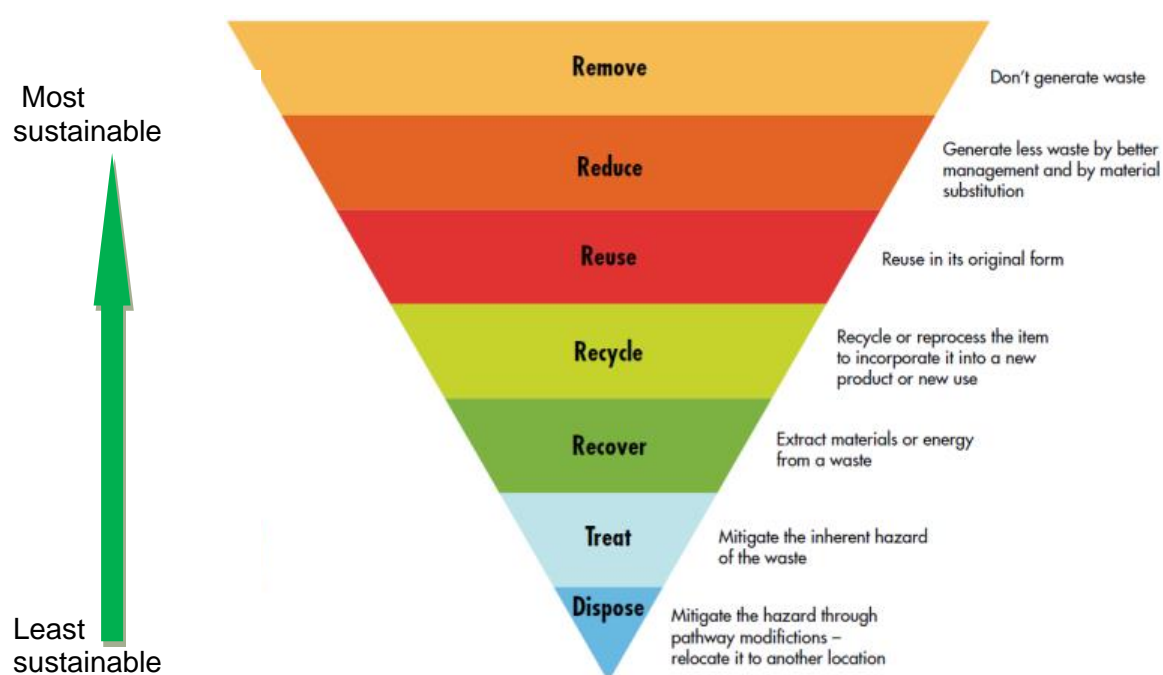 Most
sustainable
Remove
Don't generate waste
Reduce
Generate less waste by better
management and by material
substitution
Reuse
Reuse in its original form
Recycle
Recycle or reprocess the item
to incorporate it into a new
product or new use
Recover
Extract materials or energy
from a waste
Treat
Mitigate the inherent hazard
of the waste
Dispose
Mitigate the hazard through
pathway modifictions –
relocate it to another location
Least
sustainable